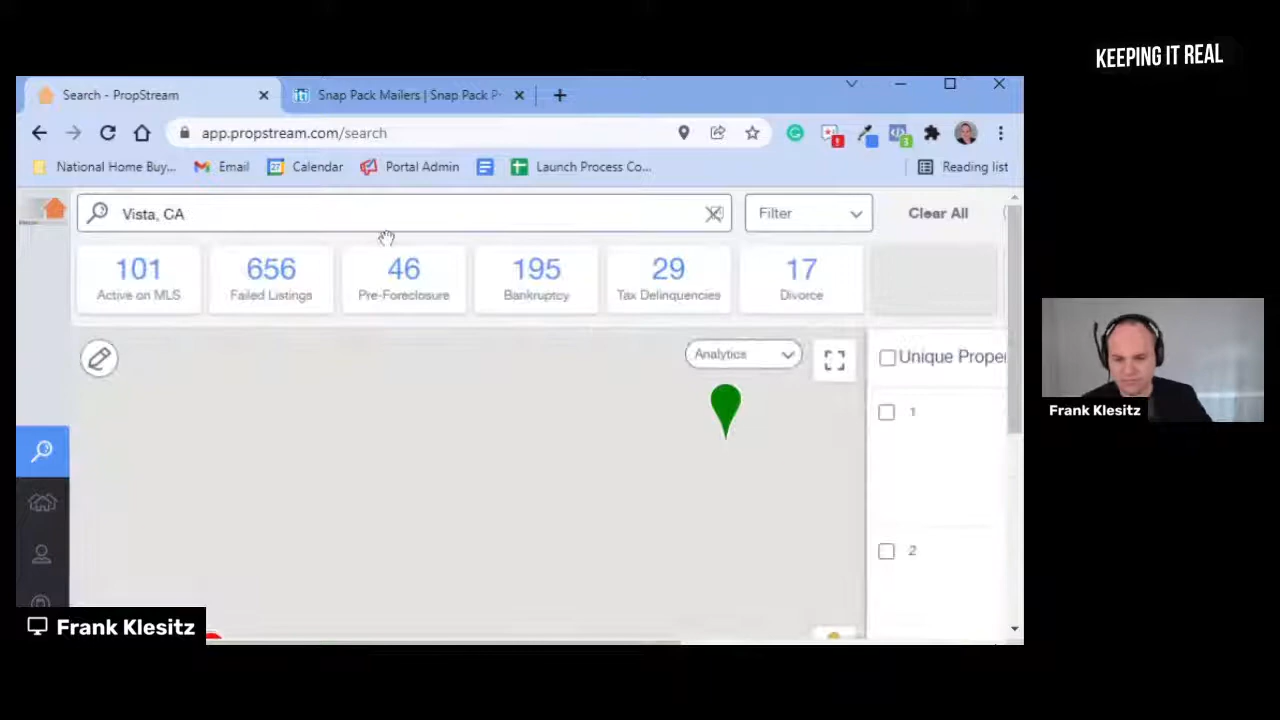 KEEPING IT REAL
Search - PropStream
Snap Pack Mailers | Snap Pack P
app.propstream.com/search
3
National Home Buy...
27
Email
Calendar
Portal Admin
Launch Process Co...
Reading list
Vista, CA
Filter
Clear All
101
656
46
195
29
17
Active on MLS
Failed Listings
Pre-Foreclosure
Bankruptcy
Tax Delinquencies
Divorce
Analytics
Unique Proper
1
2
Frank Klesitz
Frank Klesitz